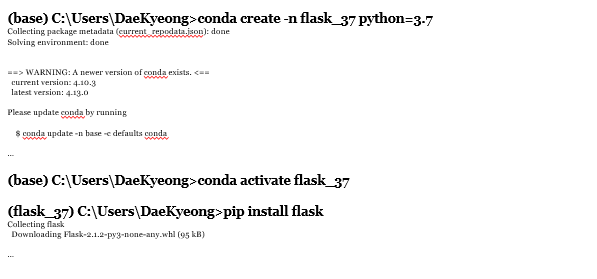 (base) C:\Users\DaeKyeong>conda create -n flask_37 python=3.7
Collecting package metadata (current_repodata.json): done
Solving environment: done
==> WARNING: A newer version of conda exists. <==
current version: 4.10.3
latest version: 4.13.0
Please update conda by running
$ conda update -n base -c defaults conda
...
(base) C:\Users\DaeKyeong>conda activate flask_37
(flask_37) C:\Users\DaeKyeong>pip install flask
Collecting flask
Downloading Flask-2.1.2-py3-none-any.whl (95 kB)
...